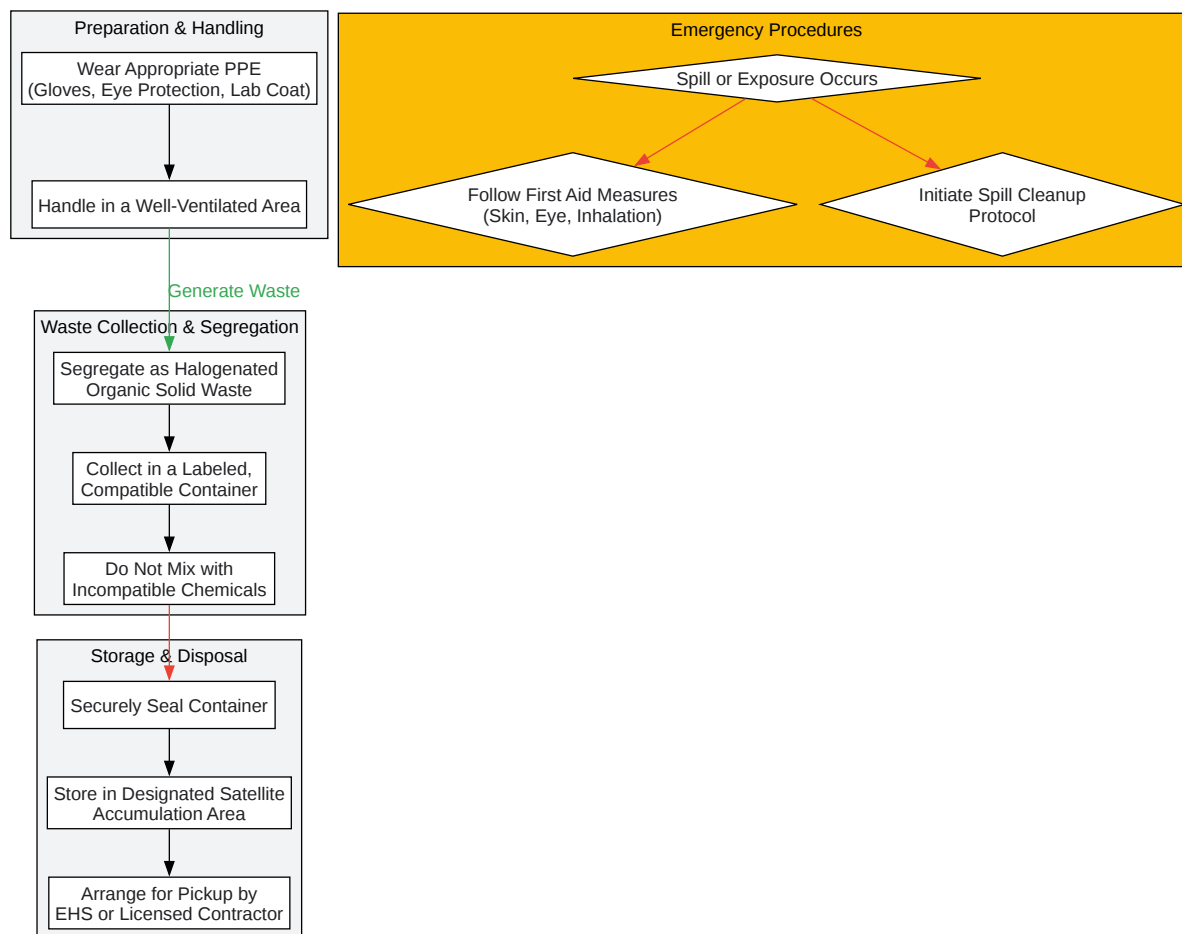 Preparation & Handling
Wear Appropriate PPE
(Gloves, Eye Protection, Lab Coat)
Handle in a Well-Ventilated Area
Generate Waste
Waste Collection & Segregation
Segregate as Halogenated
Organic Solid Waste
Collect in a Labeled,
Compatible Container
Do Not Mix with
Incompatible Chemicals
Storage & Disposal
Securely Seal Container
Store in Designated Satellite
Accumulation Area
Arrange for Pickup by
EHS or Licensed Contractor
Emergency Procedures
Spill or Exposure Occurs
Follow First Aid Measures
(Skin, Eye, Inhalation)
Initiate Spill Cleanup
Protocol